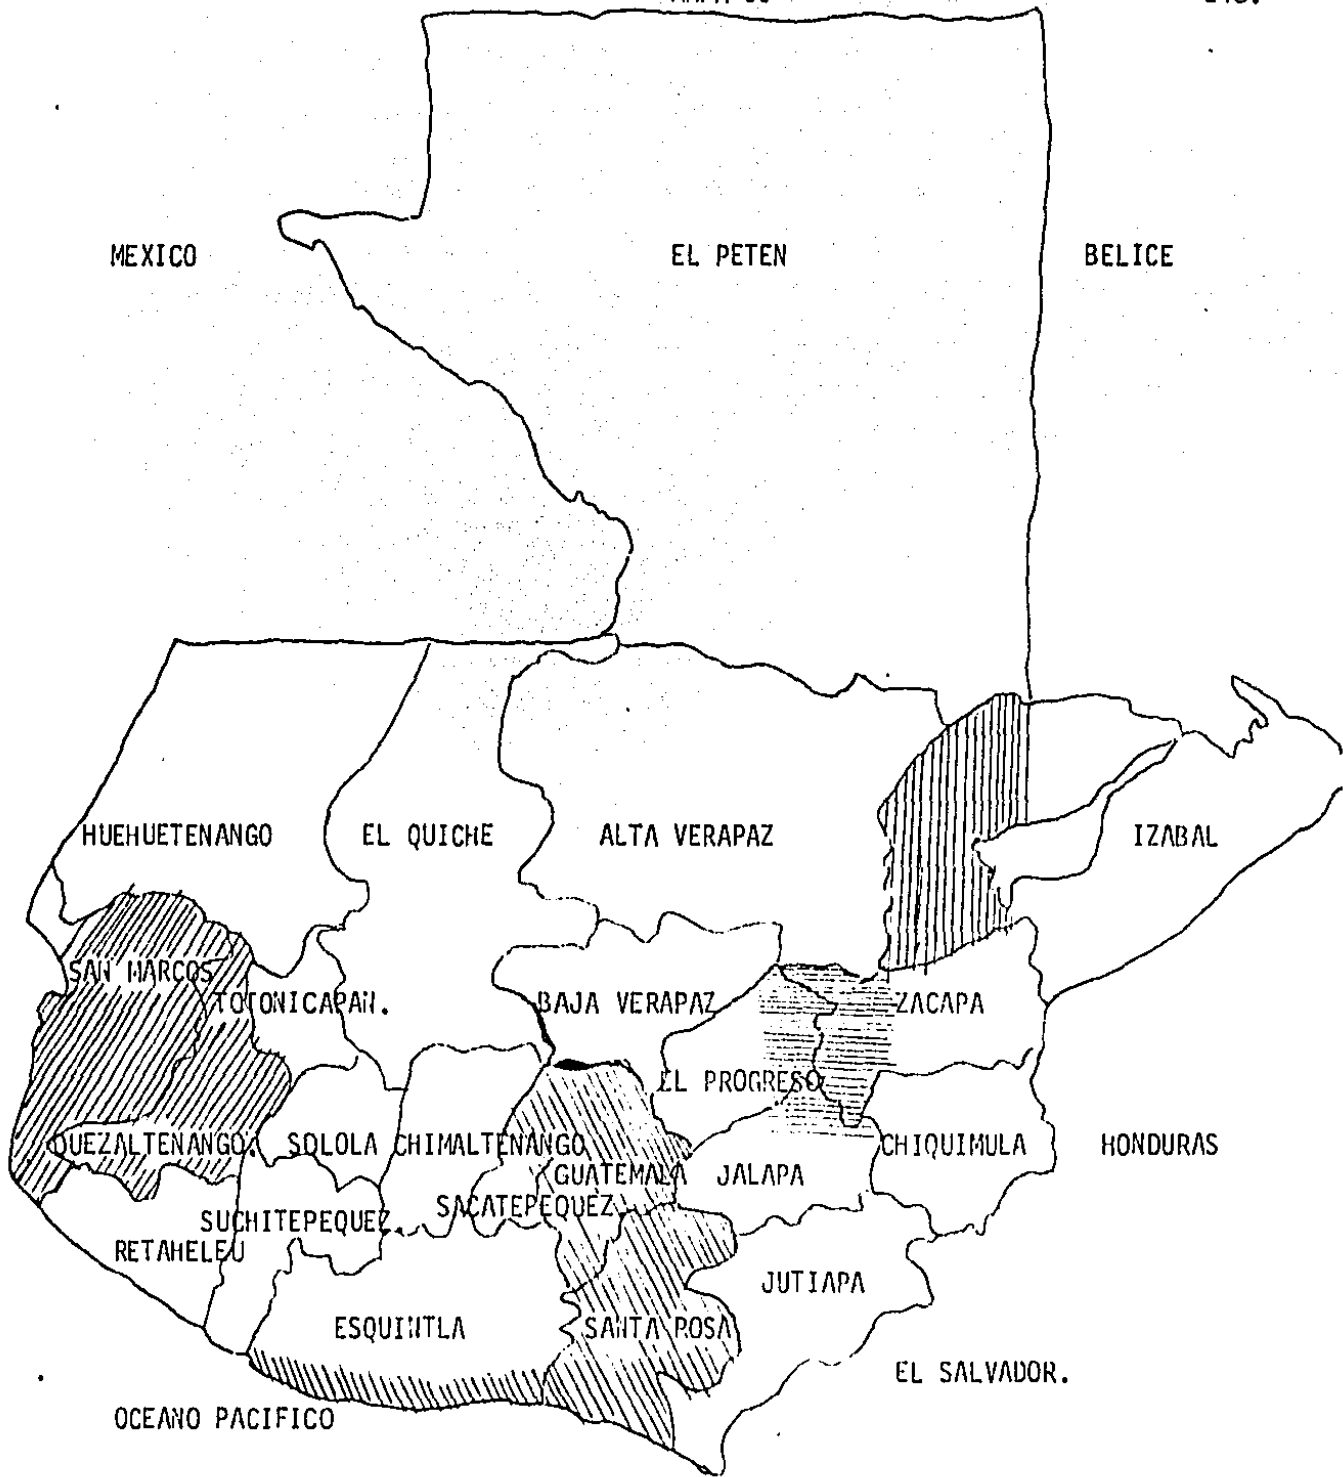 MEXICO
EL PETEN
BELICE
HUEHUETENANGO
EL QUICHE
ALTA VERAPAZ
IZABAL
SAN MARCOS
TOTONICAPAN.
BAJA VERAPAZ
ZACAPA
EL PROGRESO
QUEZALTENANGO.
SOLOLA
CHIMALTENANGO
CHIQUIMULA
HONDURAS
GUATEMALA
JALAPA
SACATEPEQUEZ
SUCHITEPEQUEZ.
RETAHELEU
JUTIAPA
ESQUINTLA
SANTA ROSA
EL SALVADOR.
OCEANO PACIFICO